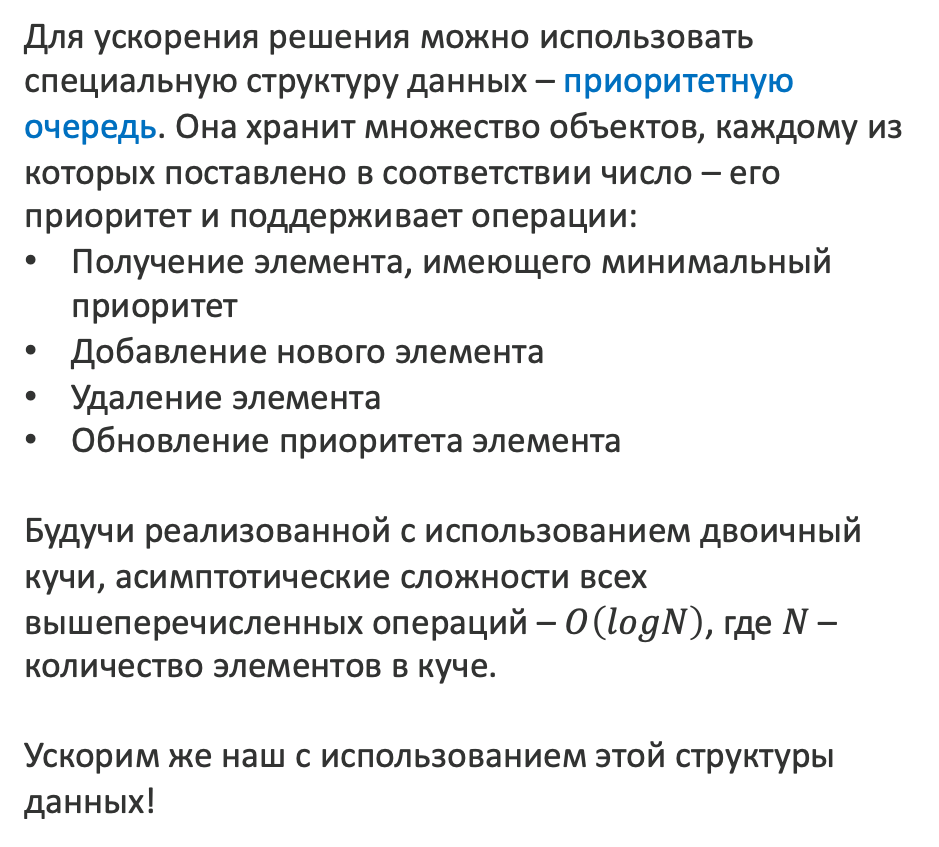 Для ускорения решения можно использовать
специальную структуру данных – приоритетную
очередь. Она хранит множество объектов, каждому из
которых поставлено в соответствии число – его
приоритет и поддерживает операции:
• Получение элемента, имеющего минимальный
приоритет
• Добавление нового элемента
• Удаление элемента
• Обновление приоритета элемента
Будучи реализованной с использованием двоичный
кучи, асимптотические сложности всех
вышеперечисленных операций – O(logN), где N –
количество элементов в куче.
Ускорим же наш с использованием этой структуры
данных!